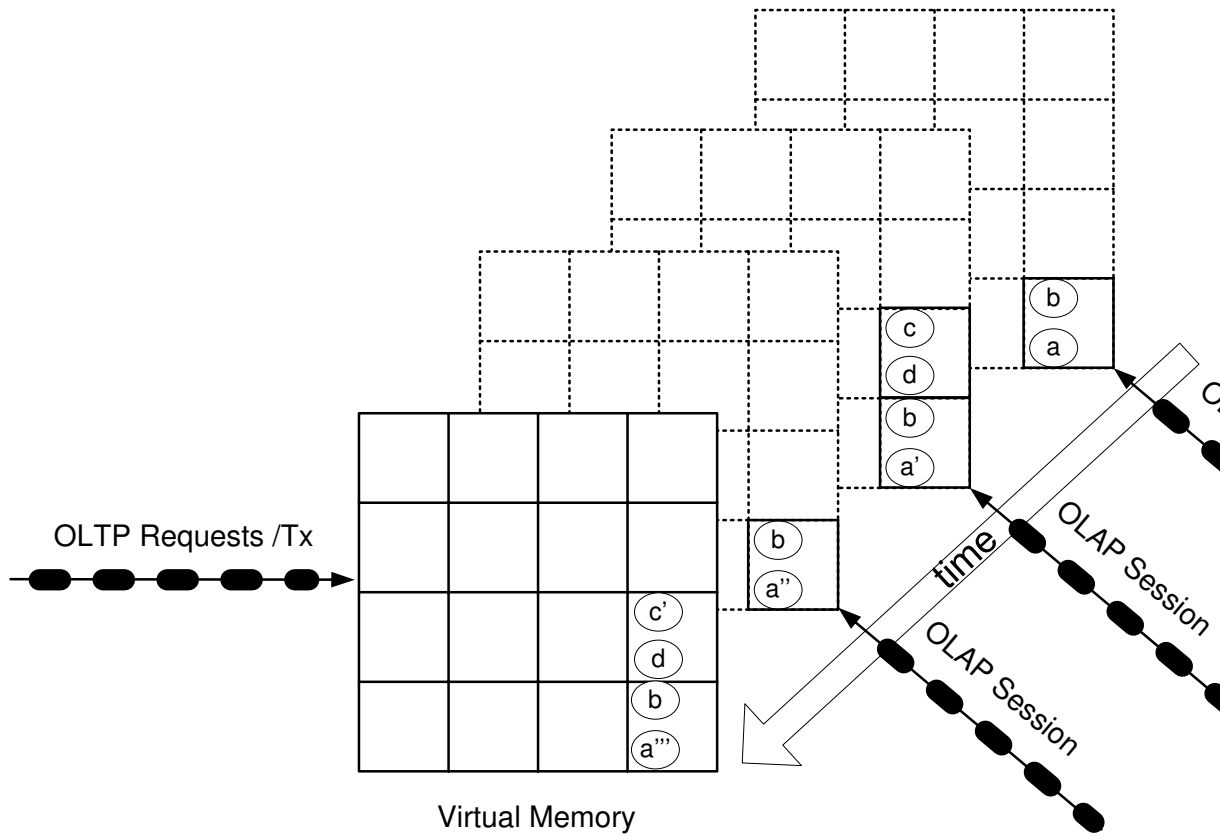 b
a
c
d
b
a'
OLTP Requests /Tx
b
a''
time
OLAP Session
OLAP Session
c'
d
b
a'''
Virtual Memory